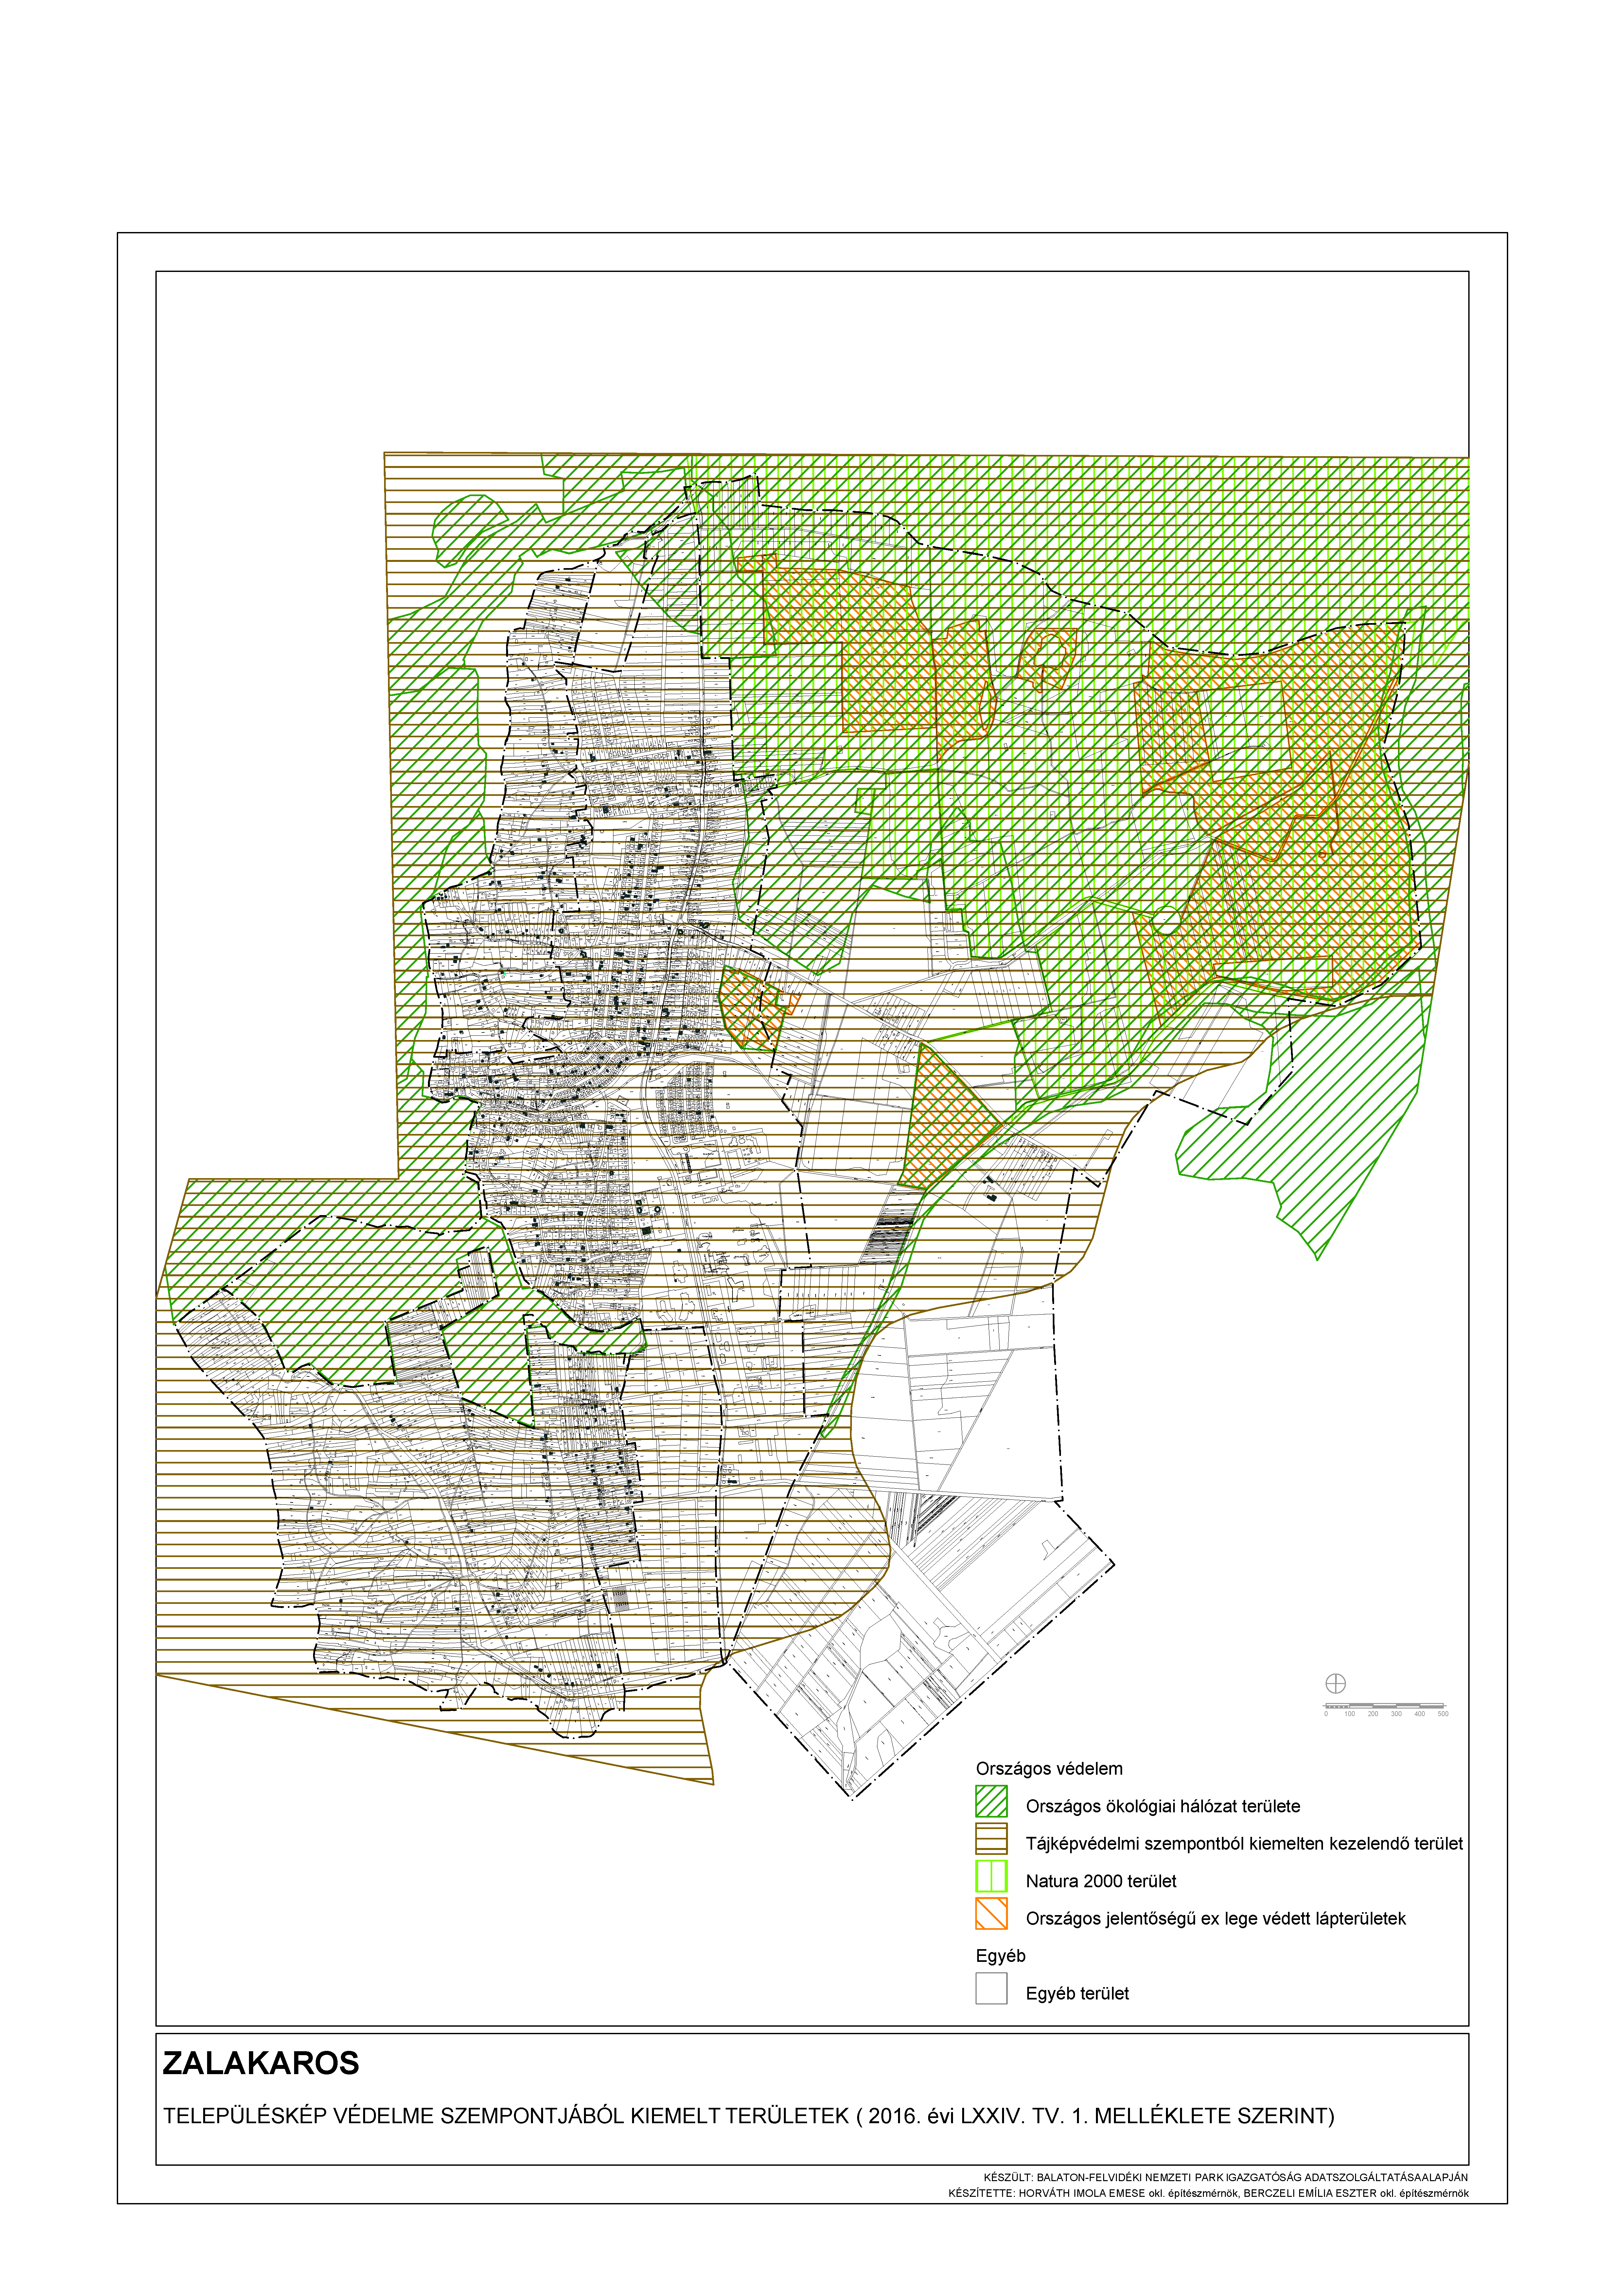 0 100 200 300 400 500
Országos védelem
Országos ökológiai hálózat területe
Tájképvédelmi szempontból kiemelten kezelendő terület
Natura 2000 terület
Országos jelentőségű ex lege védett lápterületek
Egyéb
Egyéb terület
ZALAKAROS
TELEPÜLÉSKÉP VÉDELME SZEMPONTJÁBÓL KIEMELT TERÜLETEK ( 2016. évi LXXIV. TV. 1. MELLÉKLETE SZERINT)
KÉSZÜLT: BALATON-FELVIDÉKI NEMZETI PARK IGAZGATÓSÁG ADATSZOLGÁLTATÁSAALAPJÁN
KÉSZÍTETTE: HORVÁTH IMOLA EMESE okl. építészmérnök, BERCZELI EMÍLIA ESZTER okl. építészmérnök